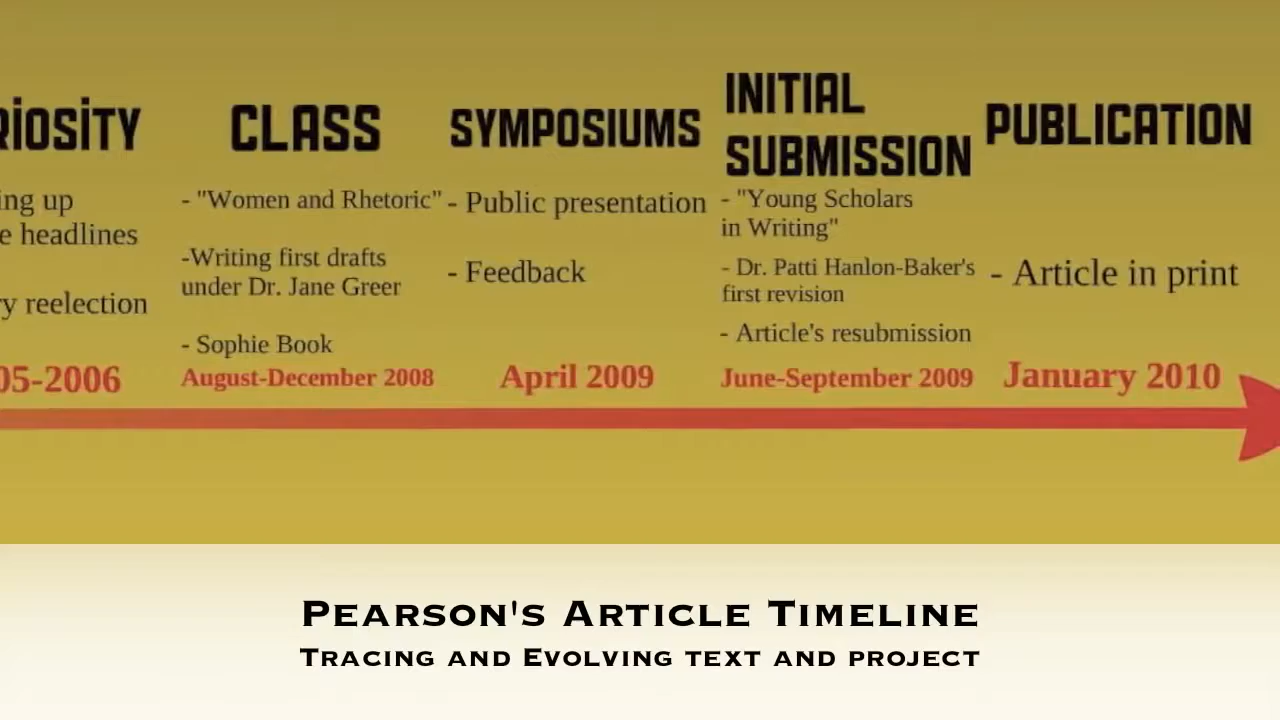 RIOSITY
CLASS
SYMPOSIUMS
INITIAL
SUBMISSION
PUBLICATION
ing up
e headlines
ry reelection
05-2006
- "Women and Rhetoric"
-Writing first drafts
under Dr. Jane Greer
- Sophie Book
August-December 2008
- Public presentation
- Feedback
April 2009
- "Young Scholars
in Writing"
- Dr. Patti Hanlon-Baker's
first revision
- Article's resubmission
June-September 2009
- Article in print
January 2010
Pearson's Article Timeline
Tracing and Evolving text and project